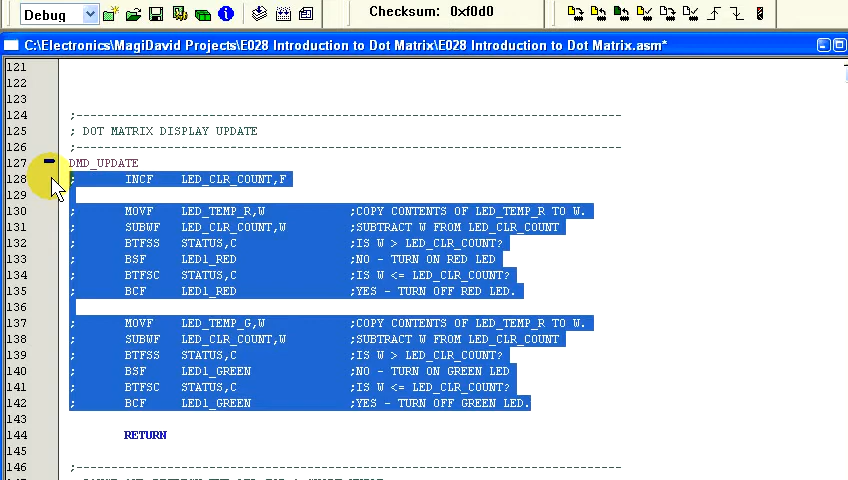 Debug
Checksum: 0xf0d0
C:\Electronics\MagiDavid Projects\E028 Introduction to Dot Matrix\E028 Introduction to Dot Matrix.asm*
121
122
123
124 ;------------------------------------------------------------------------------
125 ; DOT MATRIX DISPLAY UPDATE
126 ;------------------------------------------------------------------------------
127 DMD_UPDATE
128 ; INCF LED_CLR_COUNT,F
129 ;
130 ; MOVF LED_TEMP_R,W ;COPY CONTENTS OF LED_TEMP_R TO W.
131 ; SUBWF LED_CLR_COUNT,W ;SUBTRACT W FROM LED_CLR_COUNT
132 ; BTFSS STATUS,C ;IS W > LED_CLR_COUNT?
133 ; BSF LED1_RED ;NO - TURN ON RED LED
134 ; BTFSC STATUS,C ;IS W <= LED_CLR_COUNT?
135 ; BCF LED1_RED ;YES - TURN OFF RED LED.
136 ;
137 ; MOVF LED_TEMP_G,W ;COPY CONTENTS OF LED_TEMP_R TO W.
138 ; SUBWF LED_CLR_COUNT,W ;SUBTRACT W FROM LED_CLR_COUNT
139 ; BTFSS STATUS,C ;IS W > LED_CLR_COUNT?
140 ; BSF LED1_GREEN ;NO - TURN ON GREEN LED
141 ; BTFSC STATUS,C ;IS W <= LED_CLR_COUNT?
142 ; BCF LED1_GREEN ;YES - TURN OFF GREEN LED.
143
144 RETURN
145
146 ;------------------------------------------------------------------------------